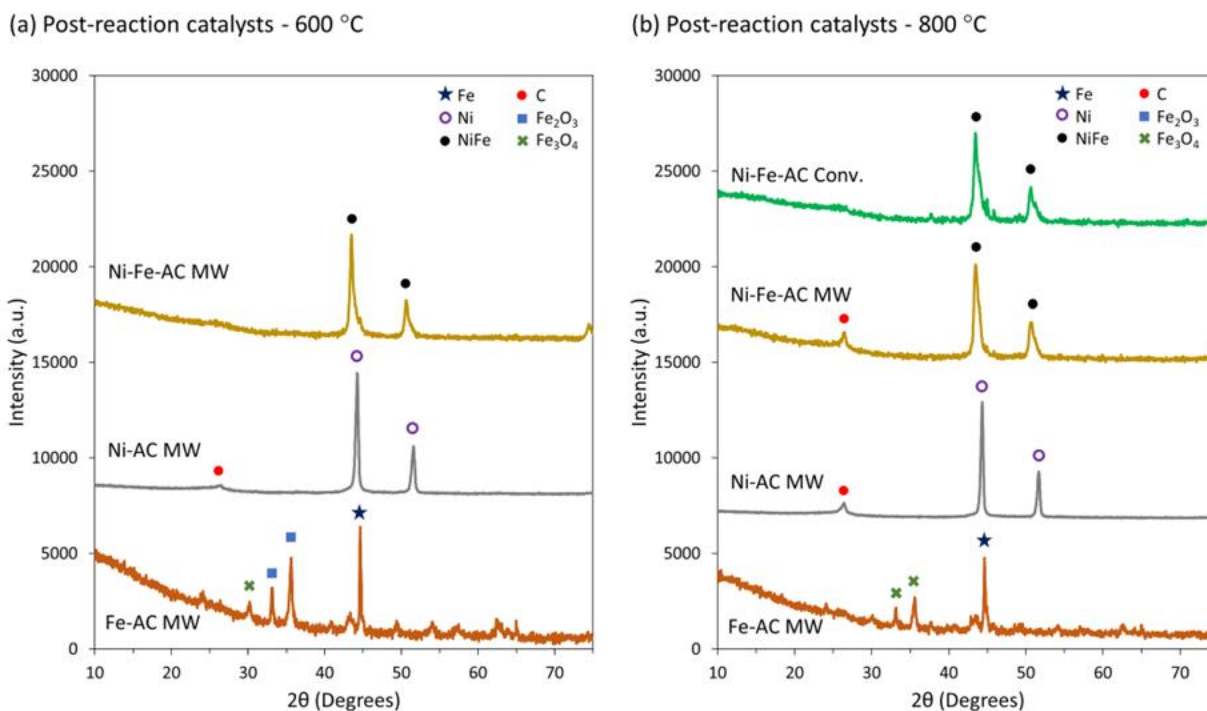 (a) Post-reaction catalysts - 600 °C
30000
25000
20000
15000
10000
5000
0
Intensity (a.u.)
Fe
C
Ni
Fe₂O₃
NiFe
Fe₃O₄
Ni-Fe-AC MW
Ni-AC MW
Fe-AC MW
10 20 30 40 50 60 70
2θ (Degrees)
(b) Post-reaction catalysts - 800 °C
30000
25000
20000
15000
10000
5000
0
Intensity (a.u.)
Fe
C
Ni
Fe₂O₃
NiFe
Fe₃O₄
Ni-Fe-AC Conv.
Ni-Fe-AC MW
Ni-AC MW
Fe-AC MW
10 20 30 40 50 60 70
2θ (Degrees)